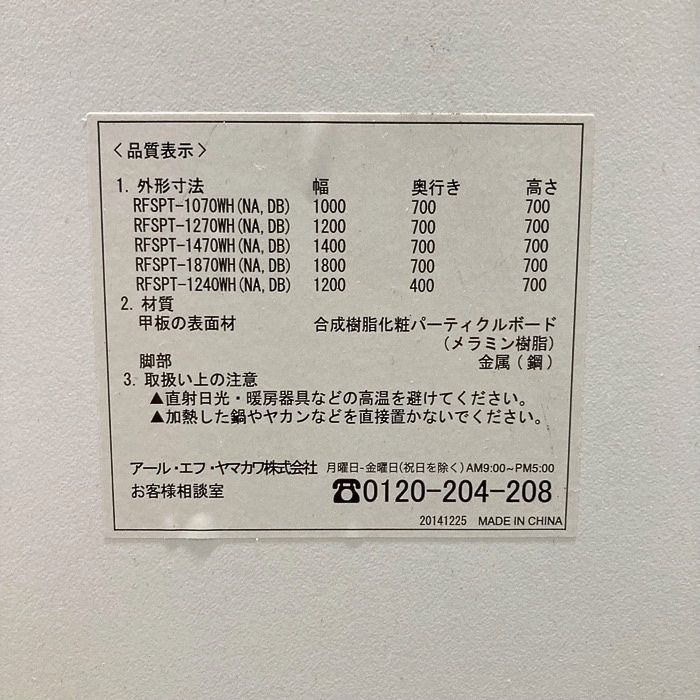 〈品質表示〉
1. 外形寸法 幅 奥行き 高さ
RFSPT-1070WH(NA,DB) 1000 700 700
RFSPT-1270WH(NA,DB) 1200 700 700
RFSPT-1470WH(NA,DB) 1400 700 700
RFSPT-1870WH(NA,DB) 1800 700 700
RFSPT-1240WH(NA,DB) 1200 400 700
2. 材質
甲板の表面材 合成樹脂化粧パーティクルボード
(メラミン樹脂)
脚部 金属(鋼)
3. 取扱い上の注意
▲直射日光・暖房器具などの高温を避けてください。
▲加熱した鍋やヤカンなどを直接置かないでください。
アール・エフ・ヤマカワ株式会社 月曜日-金曜日(祝日を除く)AM9:00~PM5:00
お客様相談室 ☎0120-204-208
20141225 MADE IN CHINA